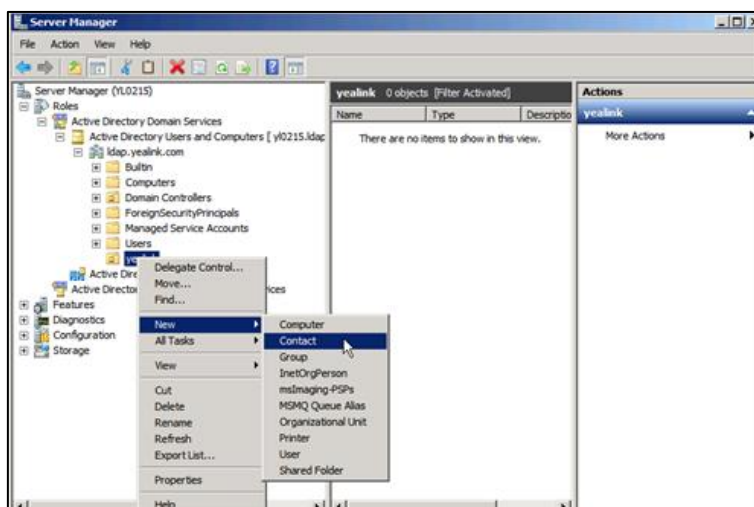 Server Manager
File Action View Help
Server Manager (YL0215)
Roles
Active Directory Domain Services
Active Directory Users and Computers [ yl0215.ldap
ldap.yealink.com
Builtin
Computers
Domain Controllers
ForeignSecurityPrincipals
Managed Service Accounts
Users
Active Dire
Active Director
ices
Features
Diagnostics
Configuration
Storage
yealink 0 objects [Filter Activated]
Name Type Descriptio
There are no items to show in this view.
Actions
yealink
More Actions
Delegate Control...
Move...
Find...
New
All Tasks
View
Cut
Delete
Rename
Refresh
Export List...
Properties
Help
Computer
Contact
Group
InetOrgPerson
msImaging-PSPs
MSMQ Queue Alias
Organizational Unit
Printer
User
Shared Folder